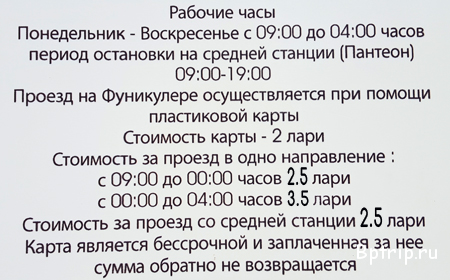 Рабочие часы
Понедельник - Воскресенье с 09:00 до 04:00 часов
период остановки на средней станции (Пантеон)
09:00-19:00
Проезд на Фуникулере осуществляется при помощи
пластиковой карты
Стоимость карты - 2 лари
Стоимость за проезд в одно направление :
с 09:00 до 00:00 часов 2.5 лари
с 00:00 до 04:00 часов 3.5 лари
Стоимость за проезд со средней станции 2.5 лари
Карта является бессрочной и заплаченная за нее
сумма обратно не возвращается
Bptrip.ru